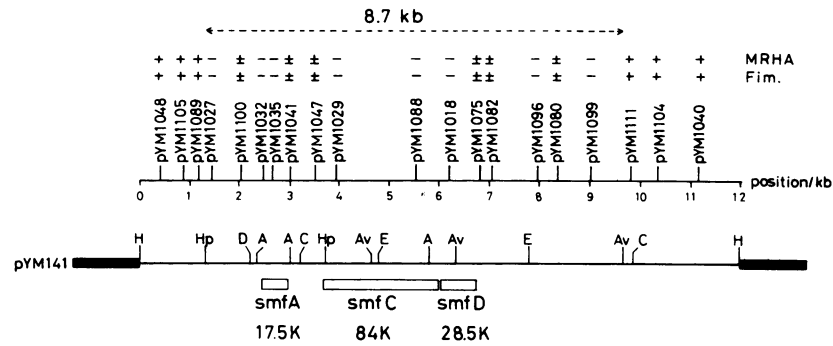 8.7 kb
+ + + - ± - - ± ± - - - ± ± - ± - + + + MRHA
+ + + - ± - - ± ± - - - ± ± - ± - + + + Fim.
pYM1048 pYM1105 pYM1089 pYM1027 pYM1100 pYM1032 pYM1035 pYM1041 pYM1047 pYM1029 pYM1088 pYM1018 pYM1075 pYM1082 pYM1096 pYM1080 pYM1099 pYM1111 pYM1104 pYM1040
position/kb
0 1 2 3 4 5 6 7 8 9 10 11 12
H Hp D A A C Hp Av E A Av E Av C H
pYM141
smfA smfC smfD
17.5K 84K 28.5K